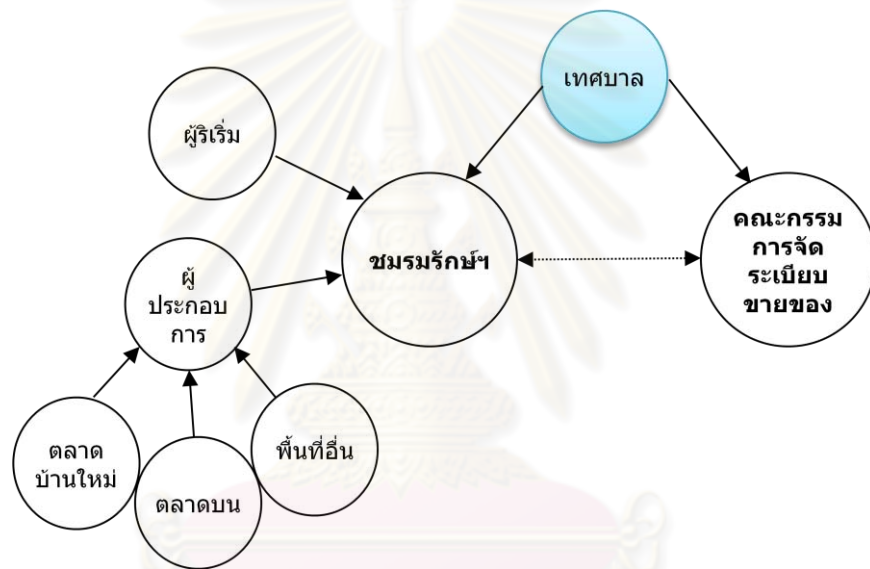 เทศบาล
ผู้ริเริ่ม
ชมรมรักษ์ฯ
คณะกรรม
การจัด
ระเบียบ
ขายของ
ผู้
ประกอบ
การ
ตลาด
บ้านใหม่
ตลาดบน
พื้นที่อื่น